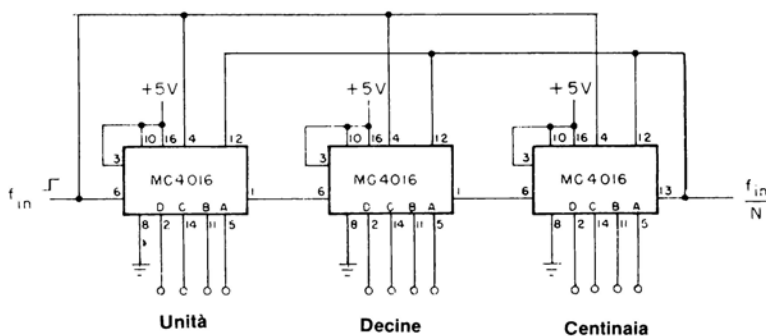 +5V +5V +5V
10 16 4 12 10 16 4 12 10 16 4 12
3 3 3
MC4016 MC4016 MC4016
f in 6 1 6 1 6 13 f in / N
D C B A D C B A D C B A
8 2 14 11 5 8 2 14 11 5 8 2 14 11 5
Unità Decine Centinaia